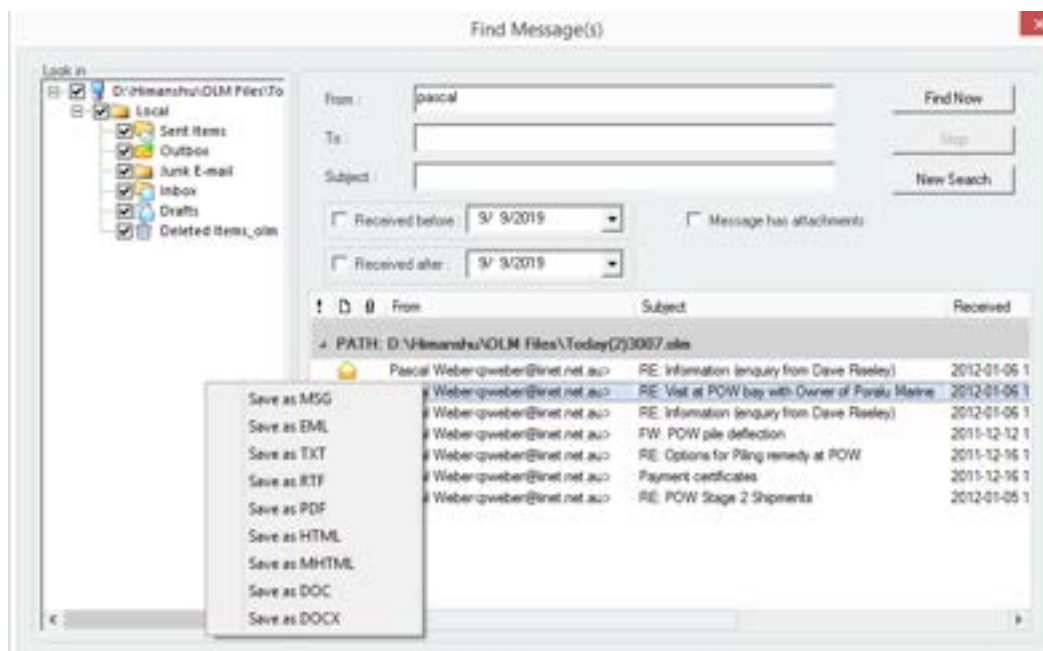 Find Message(s)
Look in
D:\Himanshu\OLM Files\To
Local
Sent Items
Outbox
Junk E-mail
Inbox
Drafts
Deleted Items_olm
From :
pascal
Find Now
To :
Stop
Subject :
New Search
Received before :
9/ 9/2019
Message has attachments
Received after :
9/ 9/2019
! From Subject Received
PATH: D:\Himanshu\OLM Files\Today(2)3007.olm
Pascal Weber<pweber@iinet.net.au> RE: Information (enquiry from Dave Riseley) 2012-01-06 1
Weber<pweber@iinet.net.au> RE: Visit at POW bay with Owner of Poralu Marine 2012-01-06 1
Weber<pweber@iinet.net.au> RE: Information (enquiry from Dave Riseley) 2012-01-06 1
Weber<pweber@iinet.net.au> FW: POW pile deflection 2011-12-12 1
Weber<pweber@iinet.net.au> RE: Options for Piling remedy at POW 2011-12-16 1
Weber<pweber@iinet.net.au> Payment certificates 2011-12-16 1
Weber<pweber@iinet.net.au> RE: POW Stage 2 Shipments 2012-01-05 1
Save as MSG
Save as EML
Save as TXT
Save as RTF
Save as PDF
Save as HTML
Save as MHTML
Save as DOC
Save as DOCX